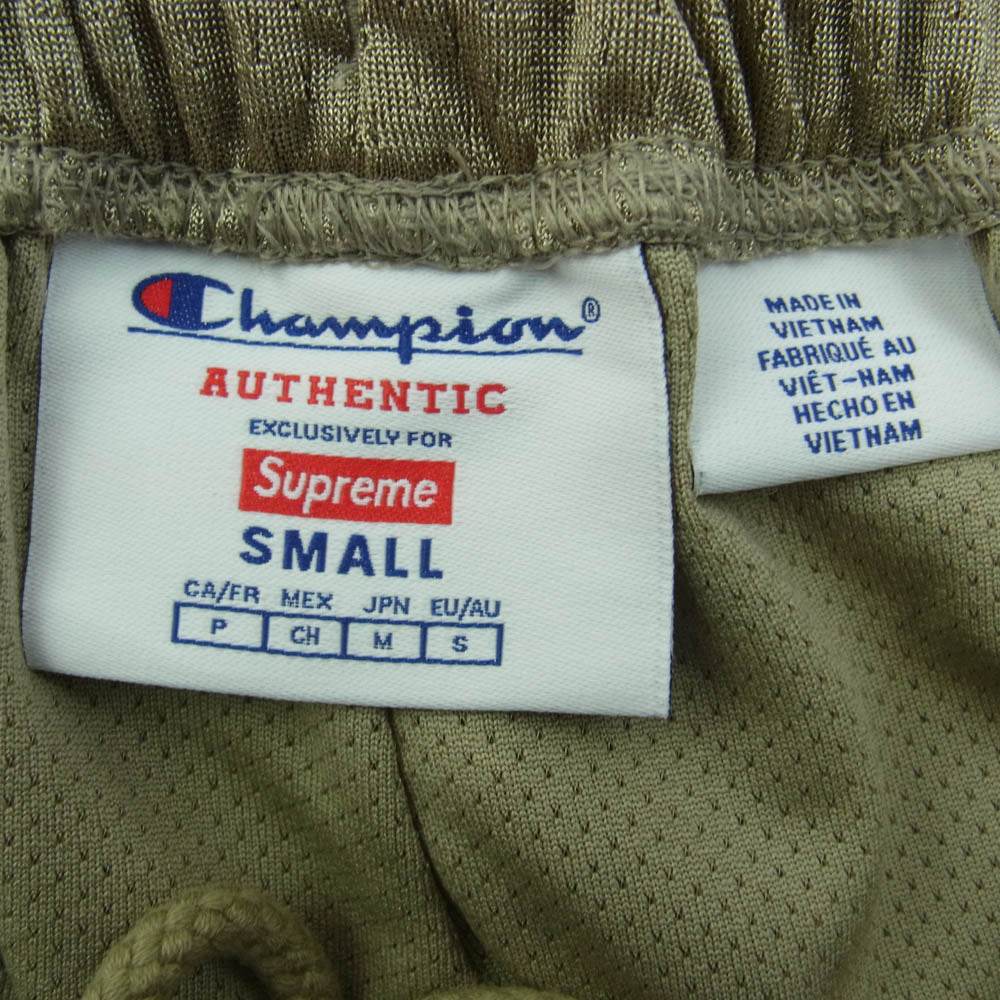 Champion®
AUTHENTIC
EXCLUSIVELY FOR
Supreme
SMALL
CA/FR MEX JPN EU/AU
P CH M S
MADE IN
VIETNAM
FABRIQUÉ AU
VIÊT-NAM
HECHO EN
VIETNAM